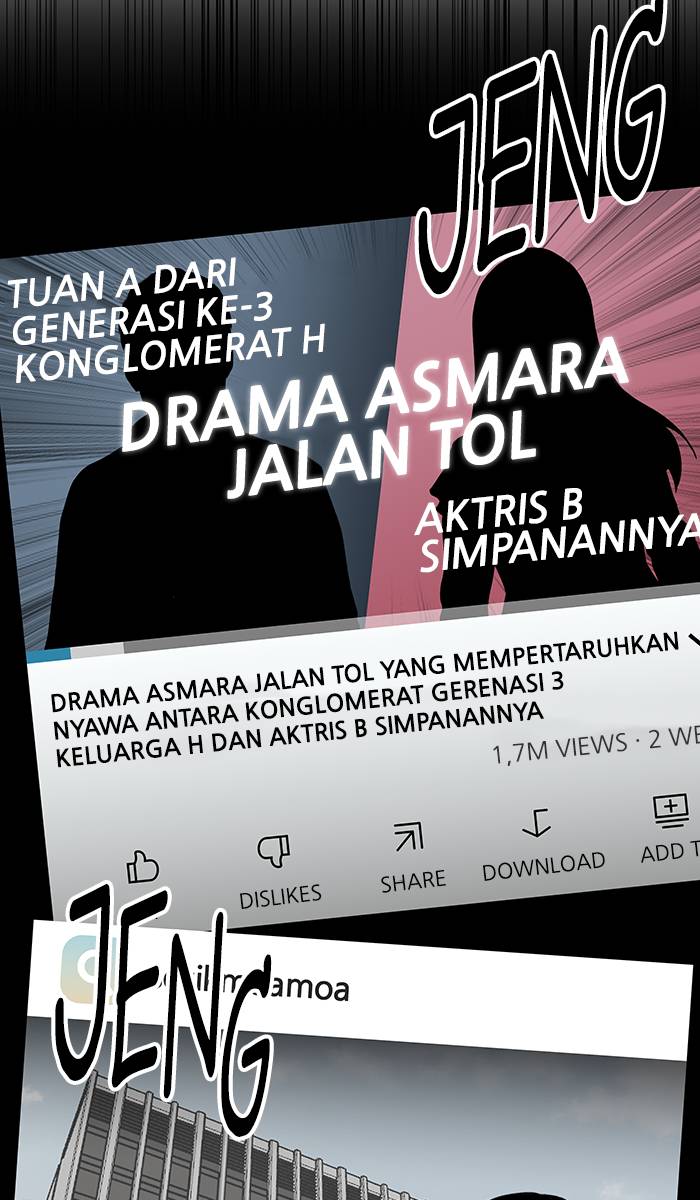 JENG
TUAN A DARI
GENERASI KE-3
KONGLOMERAT H
DRAMA ASMARA
JALAN TOL
AKTRIS B
SIMPANANNYA
DRAMA ASMARA JALAN TOL YANG MEMPERTARUHKAN
NYAWA ANTARA KONGLOMERAT GERENASI 3
KELUARGA H DAN AKTRIS B SIMPANANNYA
1,7M VIEWS · 2 WE
DISLIKES
SHARE
DOWNLOAD
ADD T
JENG